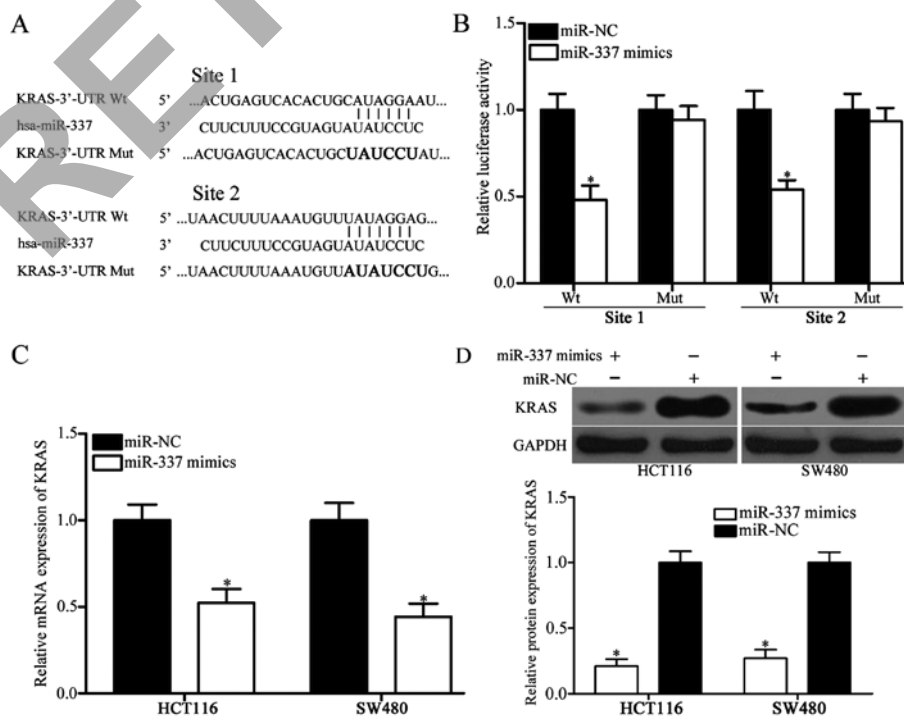 RET
A
Site 1
KRAS-3'-UTR Wt 5' ...ACUGAGUCACACUGCAUAGGAAU...
hsa-miR-337 3' CUUCUUUCCGUAGUAUAUCCUC
KRAS-3'-UTR Mut 5' ...ACUGAGUCACACUGCUAUCCUAU...
Site 2
KRAS-3'-UTR Wt 5' ...UAACUUUUAAAUGUUUAUAGGAG...
hsa-miR-337 3' CUUCUUUCCGUAGUAUAUCCUC
KRAS-3'-UTR Mut 5' ...UAACUUUUAAAUGUUAUAUCCUG...
B
miR-NC
miR-337 mimics
Relative luciferase activity
1.5
1.0
0.5
0.0
* *
Wt Mut Wt Mut
Site 1 Site 2
C
miR-NC
miR-337 mimics
Relative mRNA expression of KRAS
1.5
1.0
0.5
0.0
* *
HCT116 SW480
D
miR-337 mimics + − + −
miR-NC − + − +
KRAS
GAPDH
HCT116 SW480
miR-337 mimics
miR-NC
Relative protein expression of KRAS
1.5
1.0
0.5
0.0
* *
HCT116 SW480